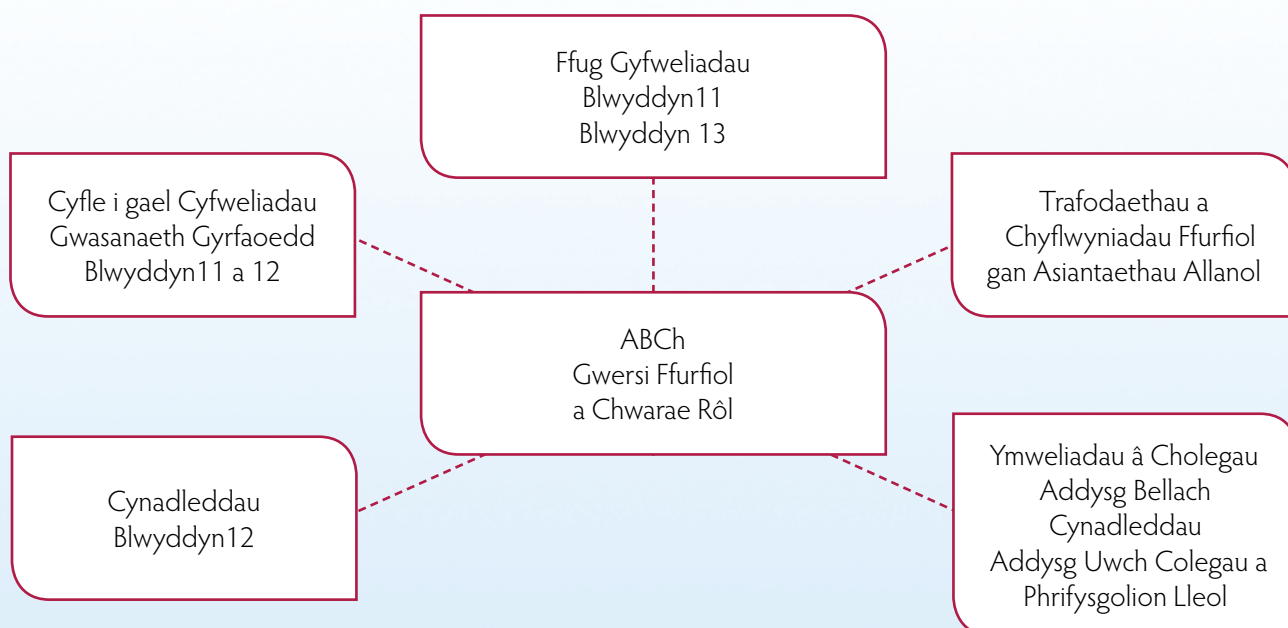 Ffug Gyfweliadau
Blwyddyn11
Blwyddyn 13
Cyfle i gael Cyfweliadau
Gwasanaeth Gyrfaoedd
Blwyddyn11 a 12
Trafodaethau a
Chyflwyniadau Ffurfiol
gan Asiantaethau Allanol
ABCh
Gwersi Ffurfiol
a Chwarae Rôl
Cynadleddau
Blwyddyn12
Ymweliadau â Cholegau
Addysg Bellach
Cynadleddau
Addysg Uwch Colegau a
Phrifysgolion Lleol